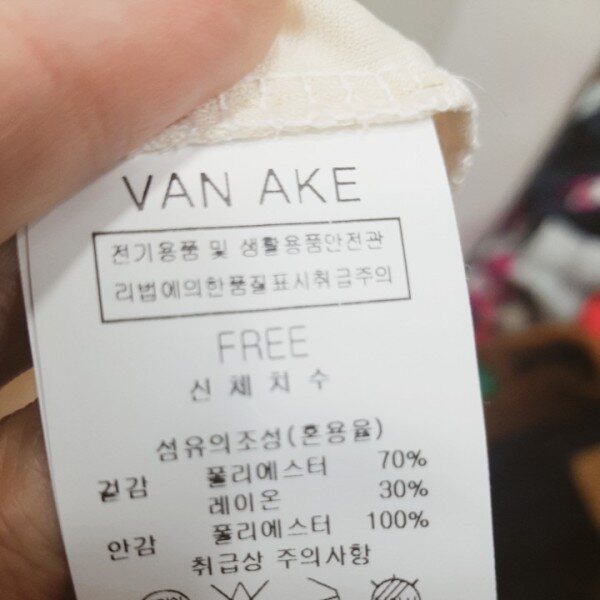 VAN AKE
전기용품 및 생활용품안전관
리법에의한품질표시취급주의
FREE
신체치수
섬유의조성(혼용율)
겉감 폴리에스터 70%
레이온 30%
안감 폴리에스터 100%
취급상 주의사항